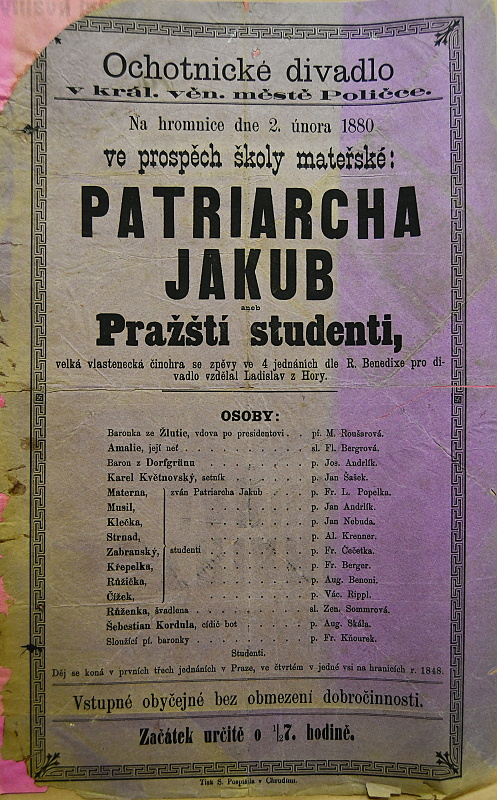 Ochotnické divadlo
v král. věn. městě Poličce.
Na hromnice dne 2. února 1880
ve prospěch školy mateřské:
PATRIARCHA
JAKUB
aneb
Pražští studenti,
velká vlastenecká činohra se zpěvy ve 4 jednáních dle R. Benedixe pro di-
vadlo vzdělal Ladislav z Hory.
OSOBY:
Baronka ze Žlutic, vdova po presidentovi . . pí. M. Roušarová.
Amalie, její neť . . . . . . . . . . sl. Fl. Bergrová.
Baron z Dorfgrünu . . . . . . . . . p. Jos. Andrlík.
Karel Květnovský, setník . . . . . . . p. Jan Šašek.
Materna, zván Patriarcha Jakub . . . . p. Fr. L. Popelka.
Musil, . . . . . . . . p. Jan Andrlík.
Klečka, . . . . . . . . p. Jan Nebuda.
Strnad, . . . . . . . . p. Al. Krenner.
Zabranský, studenti . . . . . . . p. Fr. Čečetka.
Křepelka, . . . . . . . . p. Fr. Berger.
Růžička, . . . . . . . . p. Aug. Benoni.
Čížek, . . . . . . . . p. Vác. Rippl.
Růženka, švadlena . . . . . . . . . sl. Zen. Sommrová.
Šebestian Kordula, cídič bot . . . . . . p. Aug. Skála.
Sloužící pí. baronky . . . . . . . . . p. Fr. Kňourek.
Studenti.
Děj se koná v prvních třech jednáních v Praze, ve čtvrtém v jedné vsi na hranicích r. 1848.
Vstupné obyčejné bez obmezení dobročinnosti.
Začátek určitě o 1/2 7. hodině.
Tisk S. Pospíšila v Chrudimi.